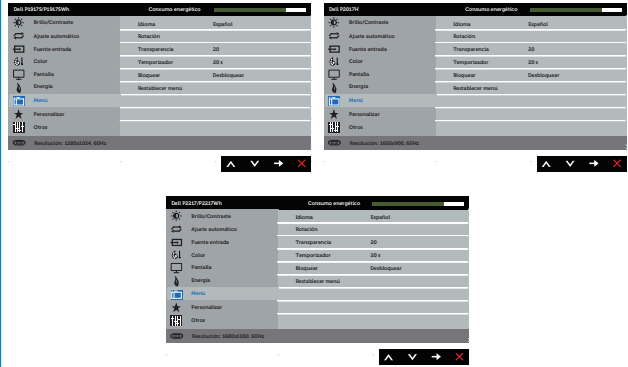 Dell P1917S/P1917SWh Consumo energético
Brillo/Contraste Idioma Español
Ajuste automático Rotación
Fuente entrada Transparencia 20
Color Temporizador 20 s
Pantalla Bloquear Desbloquear
Energía Restablecer menú
Menú
Personalizar
Otros
Resolución: 1280x1024, 60Hz
Dell P2017H Consumo energético
Brillo/Contraste Idioma Español
Ajuste automático Rotación
Fuente entrada Transparencia 20
Color Temporizador 20 s
Pantalla Bloquear Desbloquear
Energía Restablecer menú
Menú
Personalizar
Otros
Resolución: 1600x900, 60Hz
Dell P2217/P2217Wh Consumo energético
Brillo/Contraste Idioma Español
Ajuste automático Rotación
Fuente entrada Transparencia 20
Color Temporizador 20 s
Pantalla Bloquear Desbloquear
Energía Restablecer menú
Menú
Personalizar
Otros
Resolución: 1680x1050, 60Hz